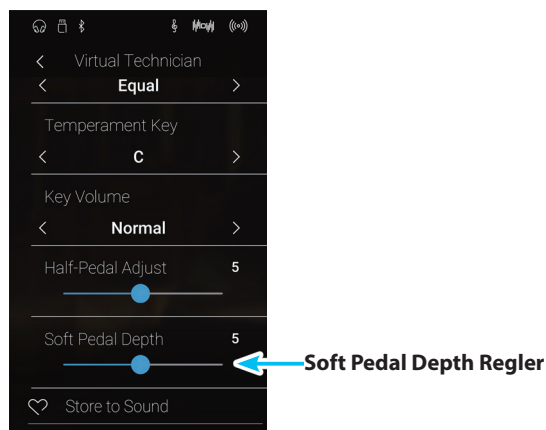 Virtual Technician
Equal
Temperament Key
C
Key Volume
Normal
Half-Pedal Adjust 5
Soft Pedal Depth 5
Soft Pedal Depth Regler
Store to Sound